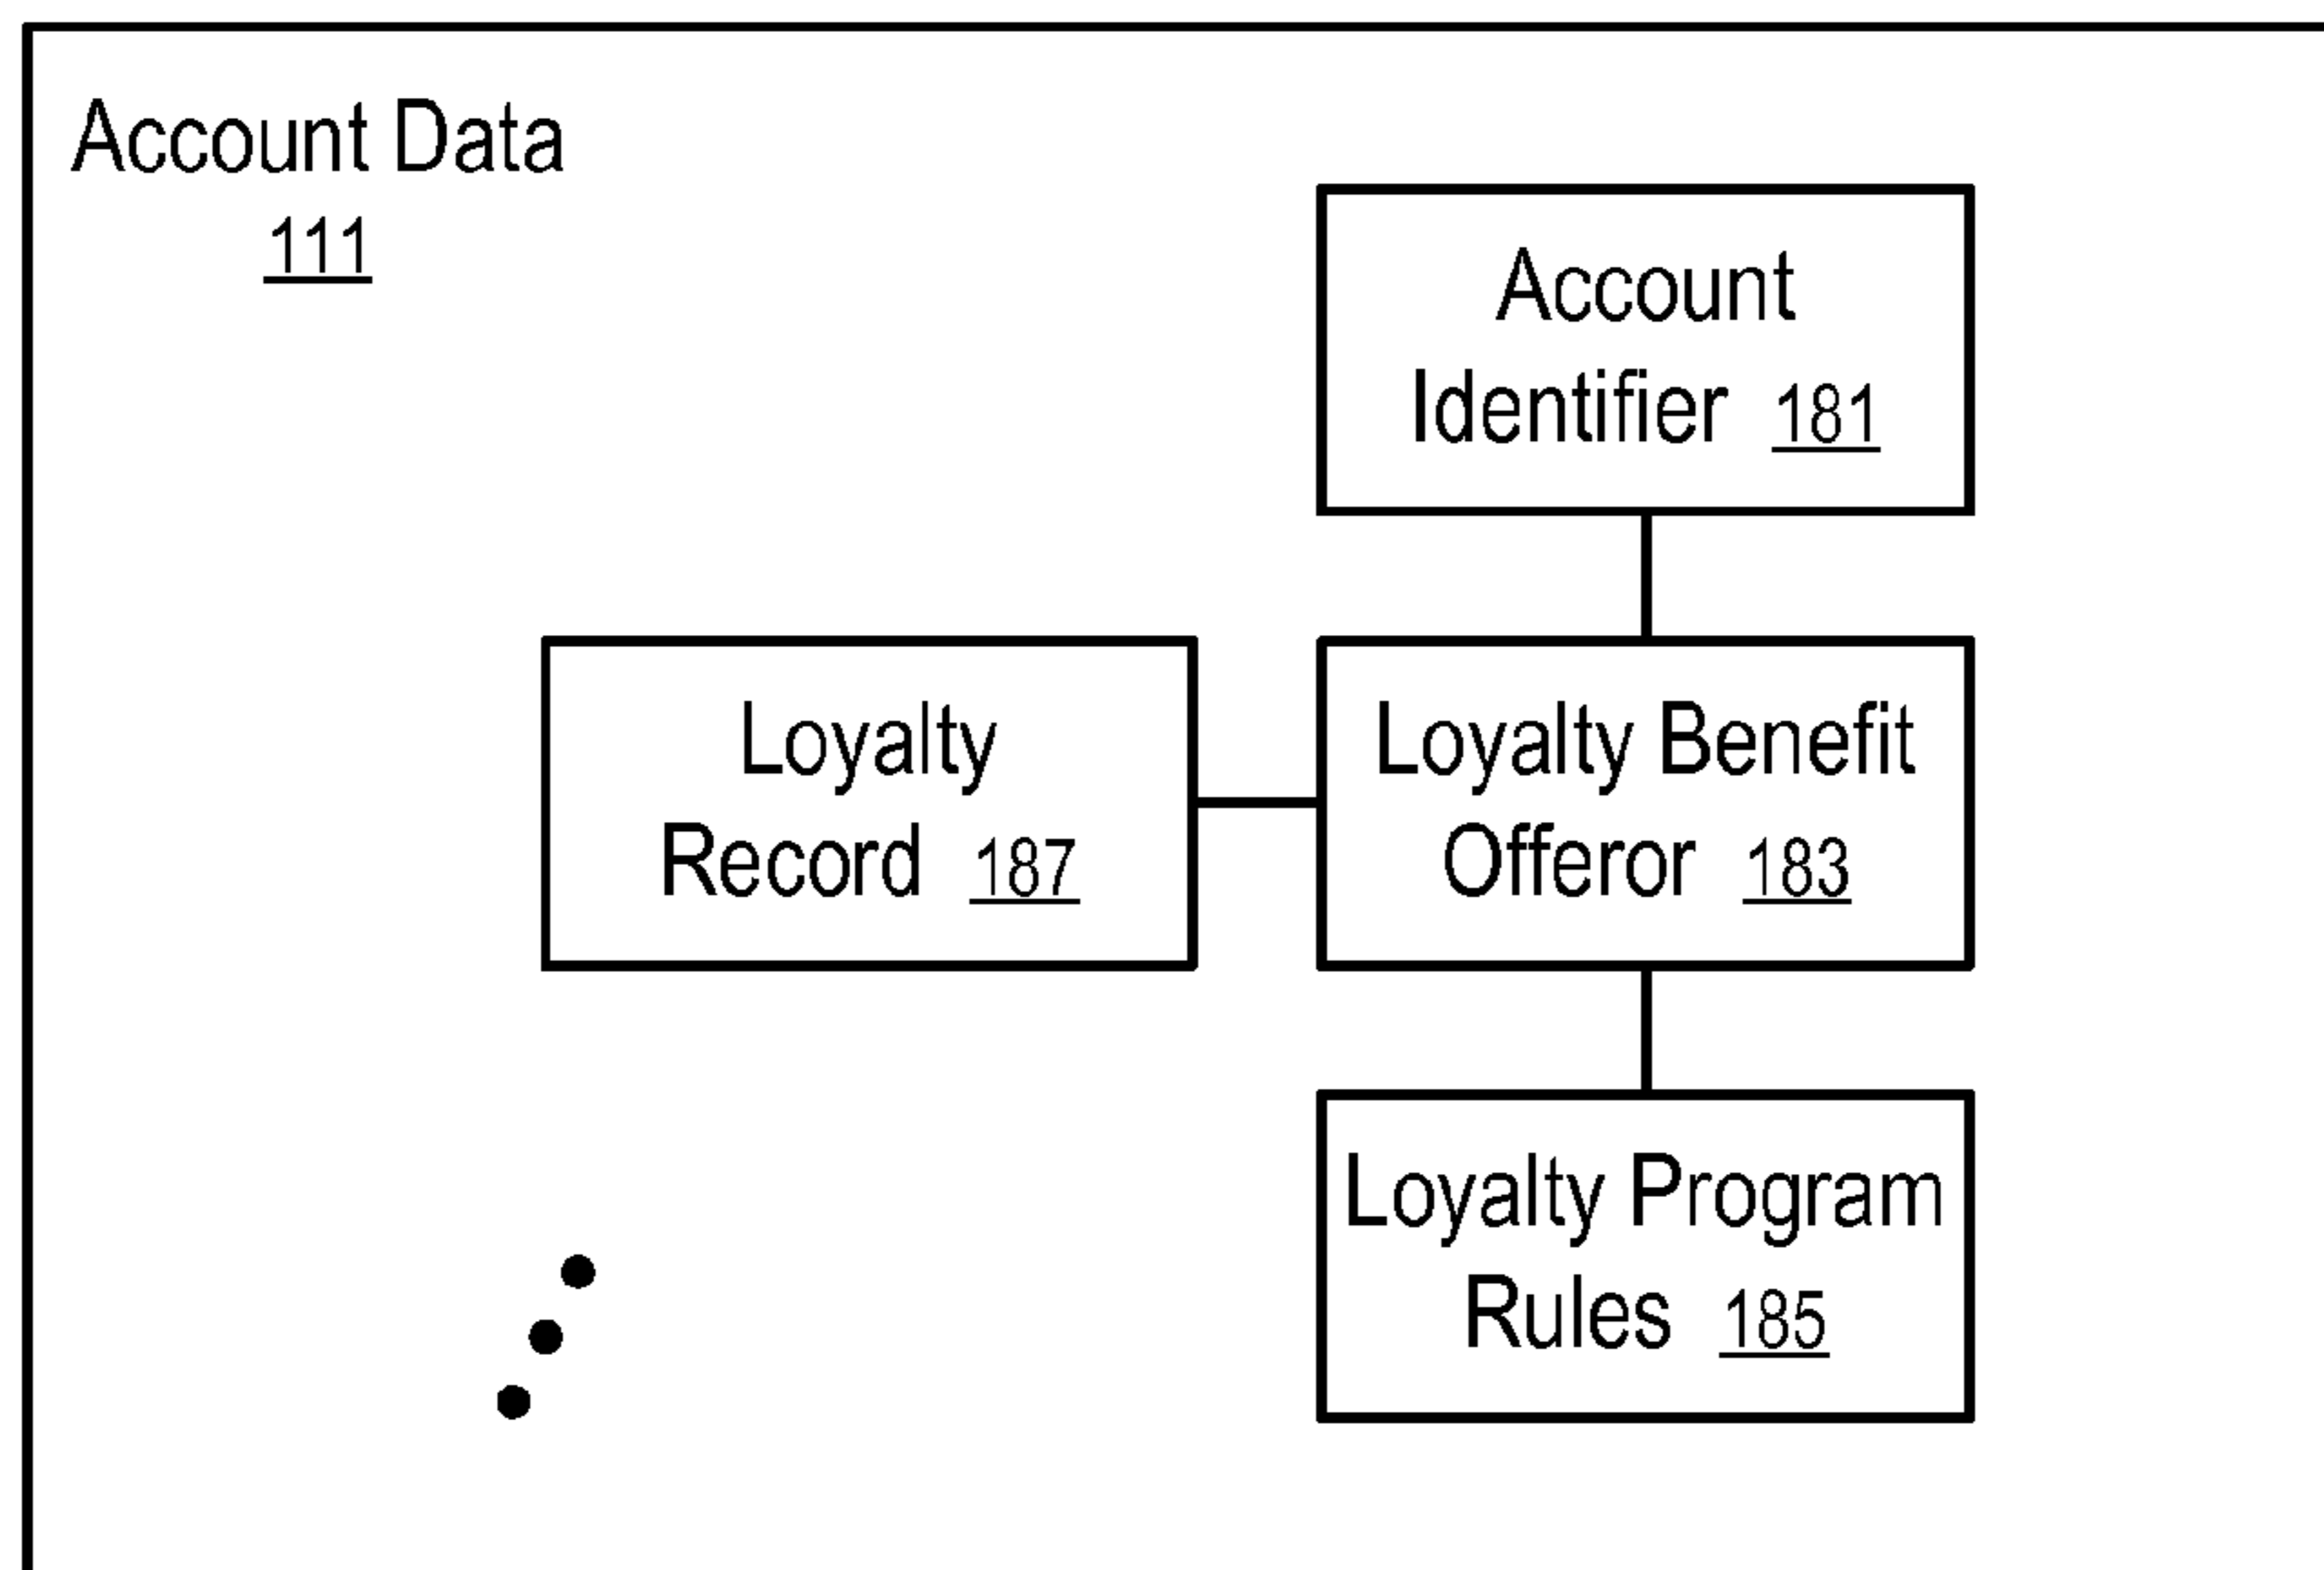 Account Data
111
Account
Identifier 181
Loyalty
Record 187
Loyalty Benefit
Offeror 183
Loyalty Program
Rules 185